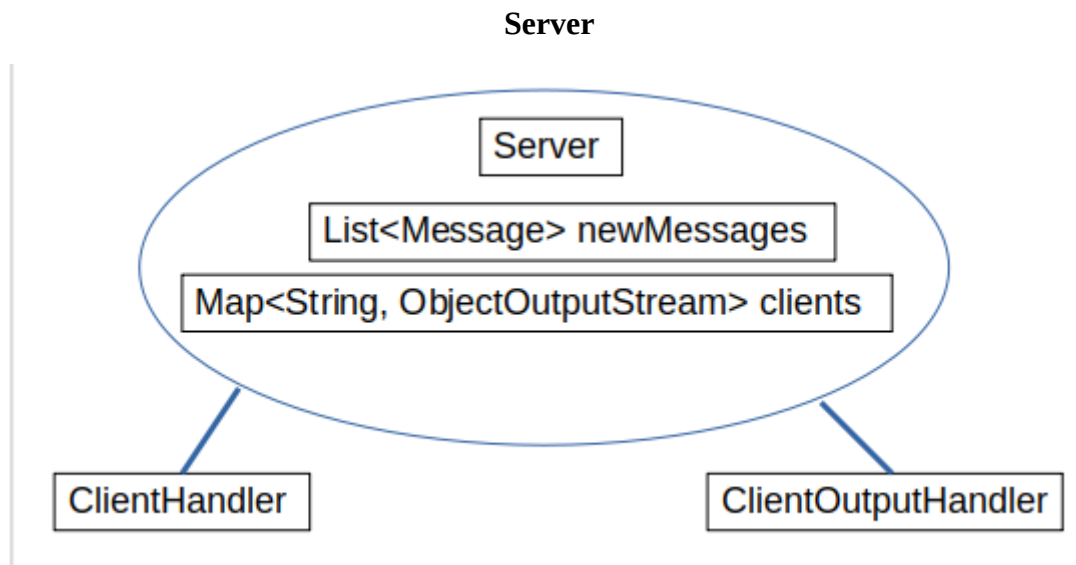 Server
Server
List<Message> newMessages
Map<String, ObjectOutputStream> clients
ClientHandler
ClientOutputHandler